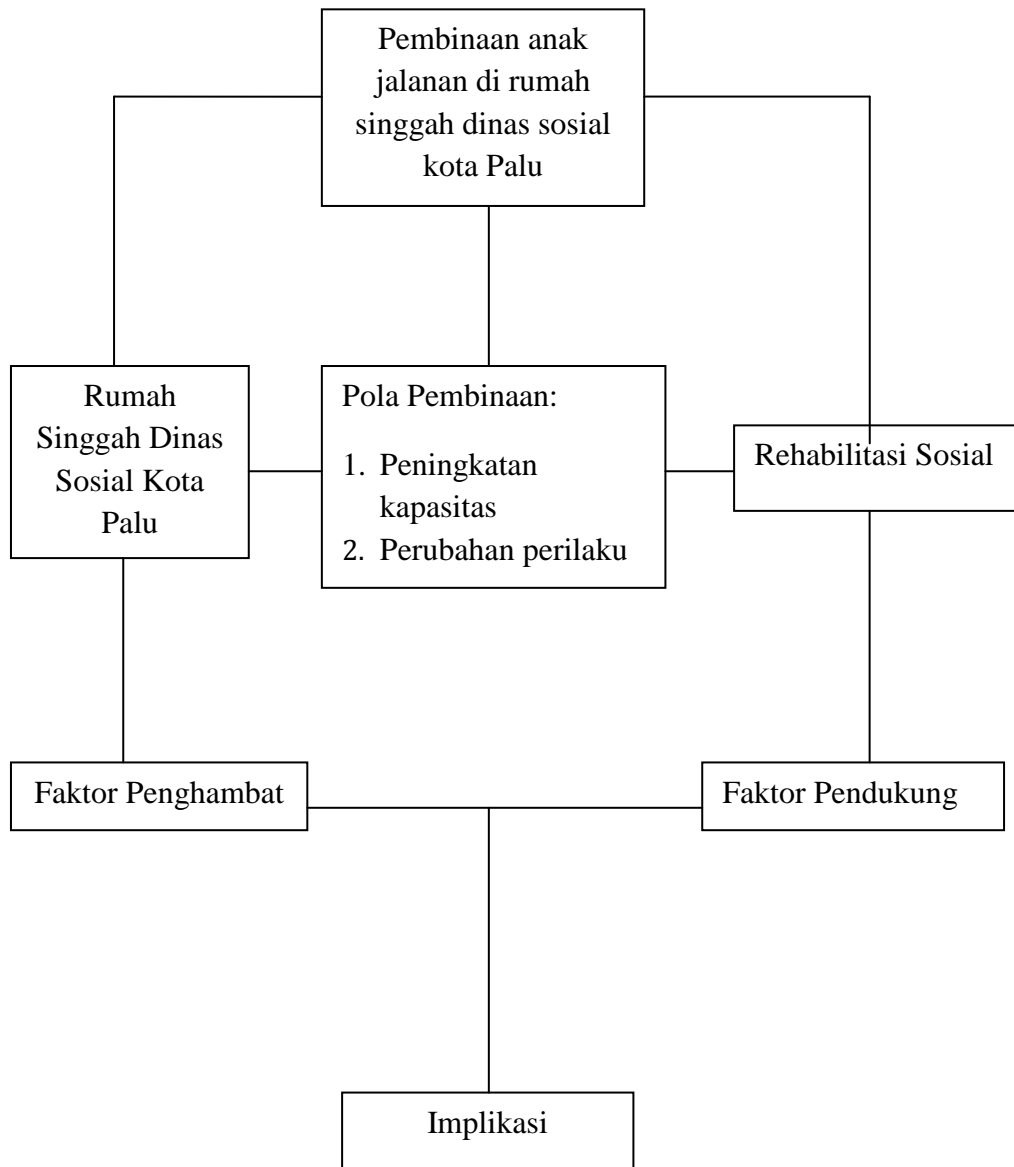 Pembinaan anak
jalanan di rumah
singgah dinas sosial
kota Palu
Rumah
Singgah Dinas
Sosial Kota
Palu
Pola Pembinaan:
1. Peningkatan
kapasitas
2. Perubahan perilaku
Rehabilitasi Sosial
Faktor Penghambat
Faktor Pendukung
Implikasi